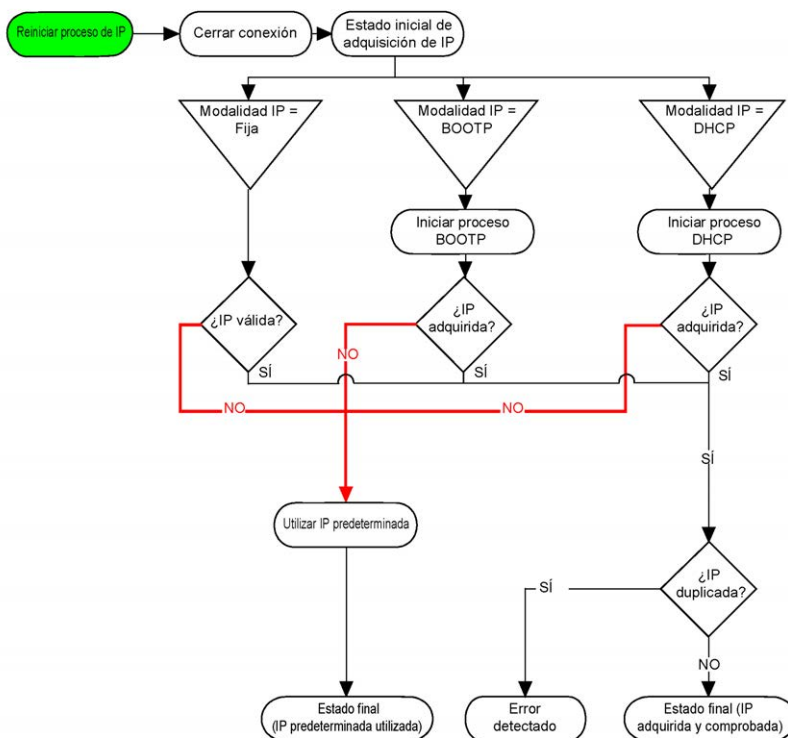 Reiniciar proceso de IP
Cerrar conexión
Estado inicial de
adquisición de IP
Modalidad IP =
Fija
Modalidad IP =
BOOTP
Modalidad IP =
DHCP
Iniciar proceso
BOOTP
Iniciar proceso
DHCP
¿IP válida?
¿IP
adquirida?
¿IP
adquirida?
NO
SÍ
SÍ
SÍ
NO
NO
SÍ
Utilizar IP predeterminada
¿IP
duplicada?
SÍ
NO
Estado final
(IP predeterminada utilizada)
Error
detectado
Estado final (IP
adquirida y comprobada)